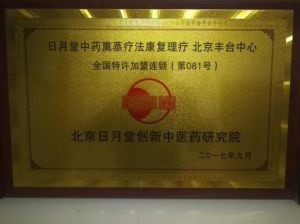 日月堂中药熏蒸疗法康复理疗 北京丰台中心
全国特许加盟连锁（第081号）
北京日月堂创新中医药研究院
二〇一七年九月